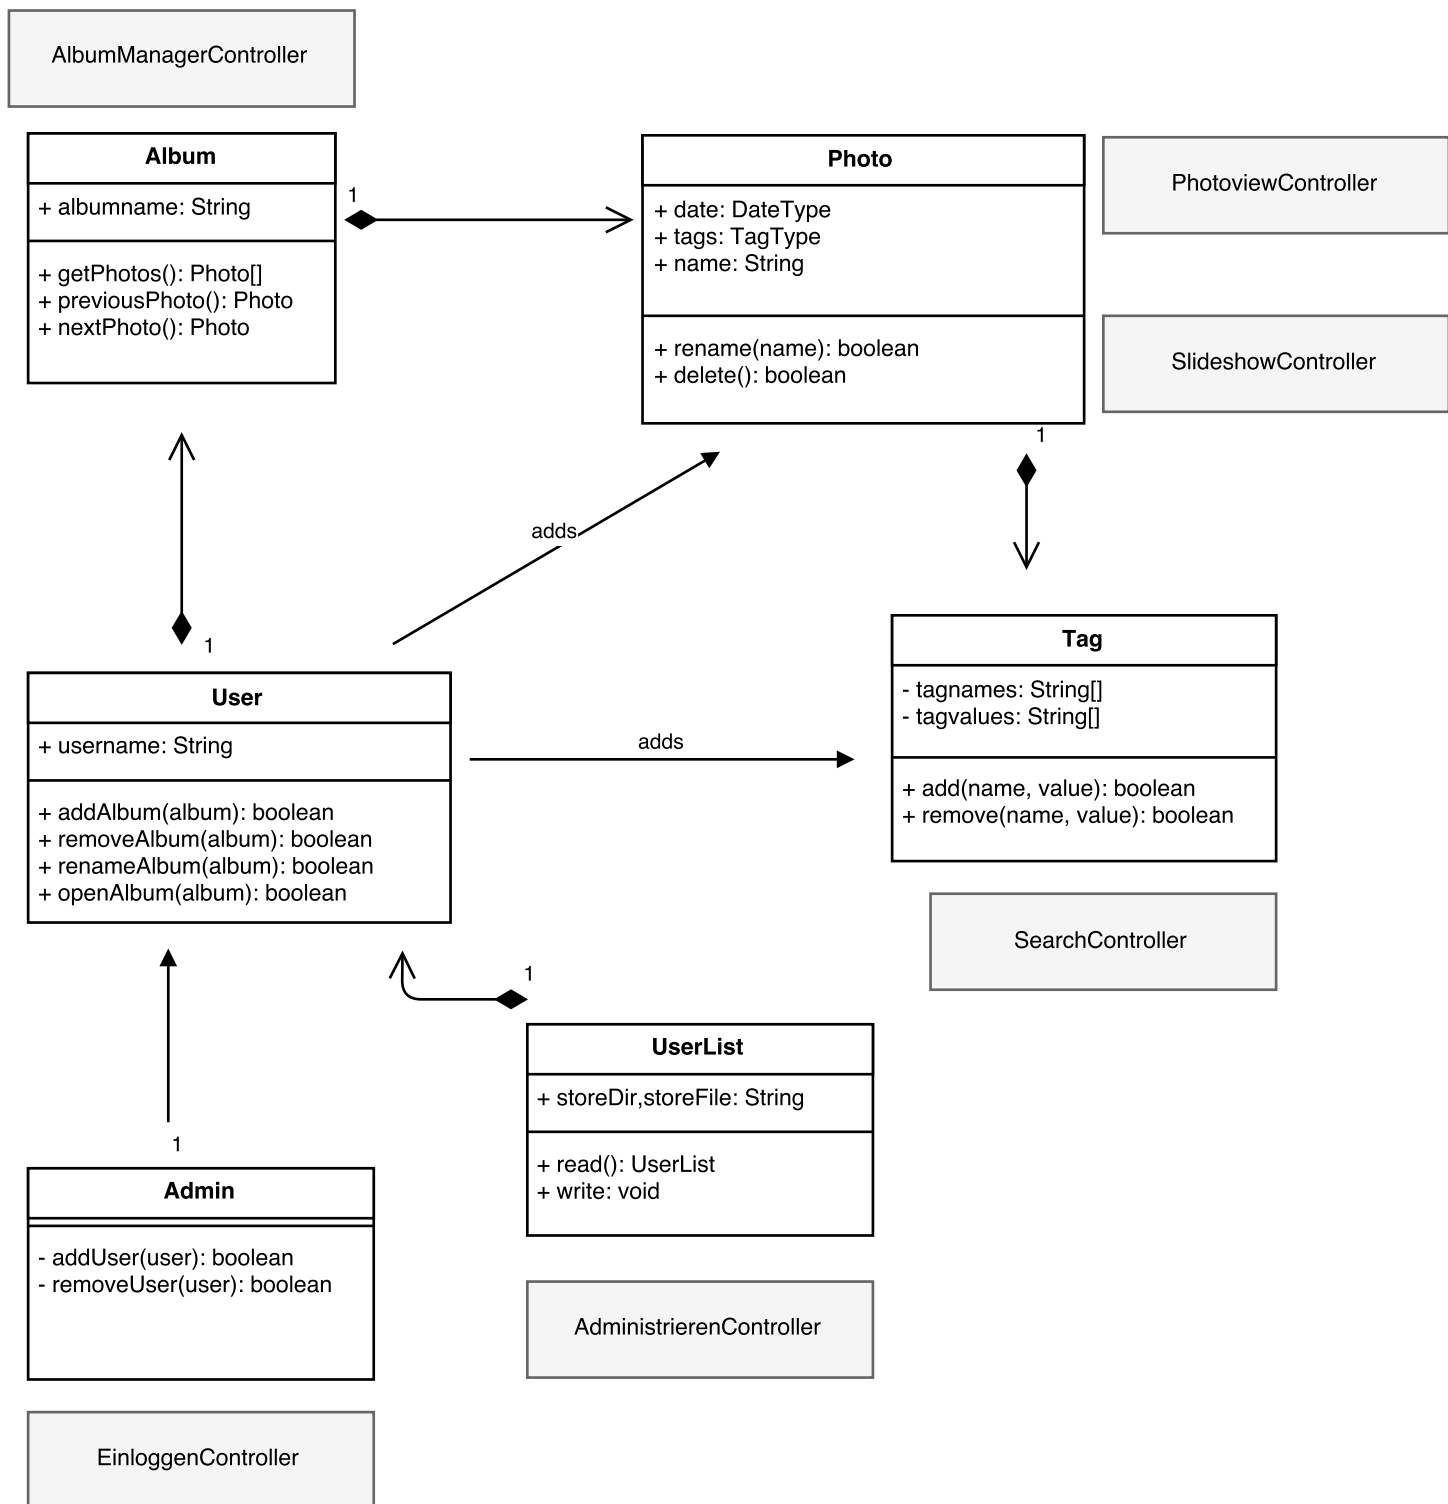 AlbumManagerController
Album
+ albumname: String
+ getPhotos(): Photo[]
+ previousPhoto(): Photo
+ nextPhoto(): Photo
1
Photo
+ date: DateType
+ tags: TagType
+ name: String
+ rename(name): boolean
+ delete(): boolean
PhotoviewController
SlideshowController
1
adds
1
User
+ username: String
+ addAlbum(album): boolean
+ removeAlbum(album): boolean
+ renameAlbum(album): boolean
+ openAlbum(album): boolean
adds
Tag
- tagnames: String[]
- tagvalues: String[]
+ add(name, value): boolean
+ remove(name, value): boolean
SearchController
1
UserList
+ storeDir,storeFile: String
+ read(): UserList
+ write: void
1
Admin
- addUser(user): boolean
- removeUser(user): boolean
AdministrierenController
EinloggenController